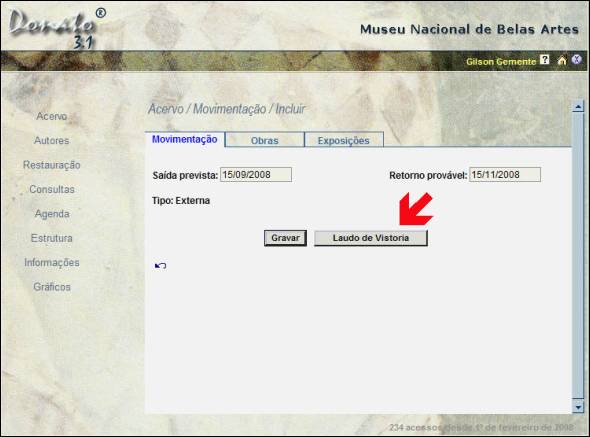 Donato ®
3.1
Museu Nacional de Belas Artes
Gilson Gemente ? X
Acervo
Autores
Restauração
Consultas
Agenda
Estrutura
Informações
Gráficos
Acervo / Movimentação / Incluir
Movimentação Obras Exposições
Saída prevista: 15/09/2008 Retorno provável: 15/11/2008
Tipo: Externa
Gravar Laudo de Vistoria
234 acessos desde 1º de fevereiro de 2008